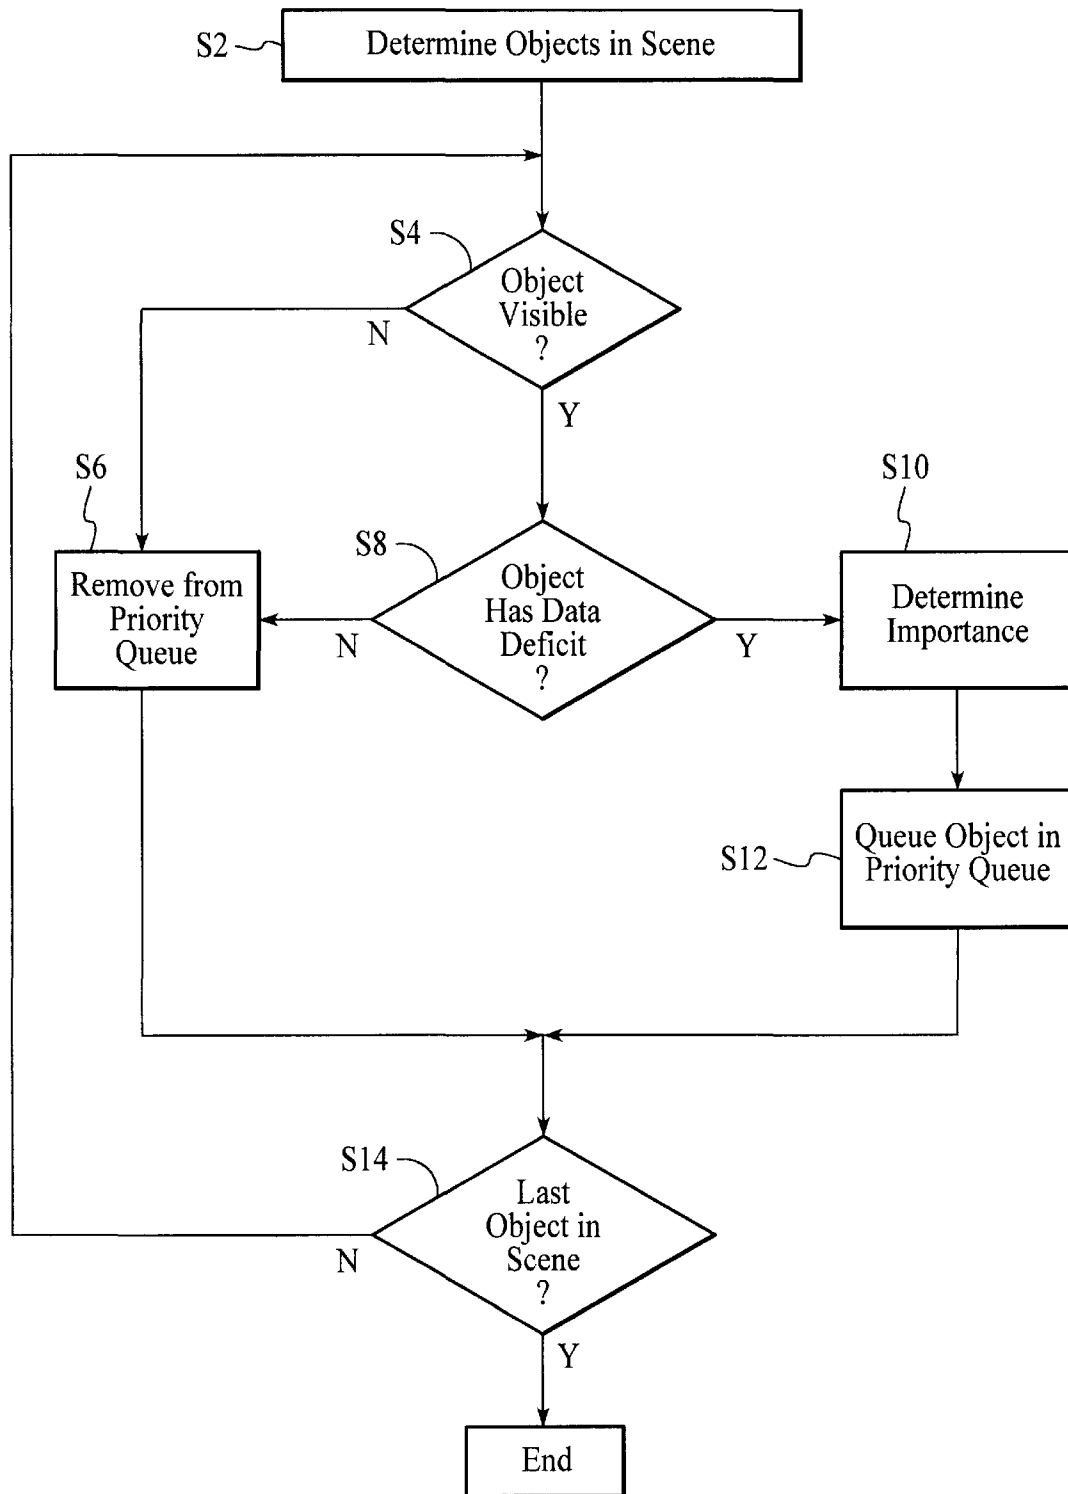 S2
Determine Objects in Scene
S4
Object
Visible
?
N
Y
S6
Remove from
Priority
Queue
S8
Object
Has Data
Deficit
?
N
Y
S10
Determine
Importance
S12
Queue Object in
Priority Queue
S14
Last
Object in
Scene
?
N
Y
End